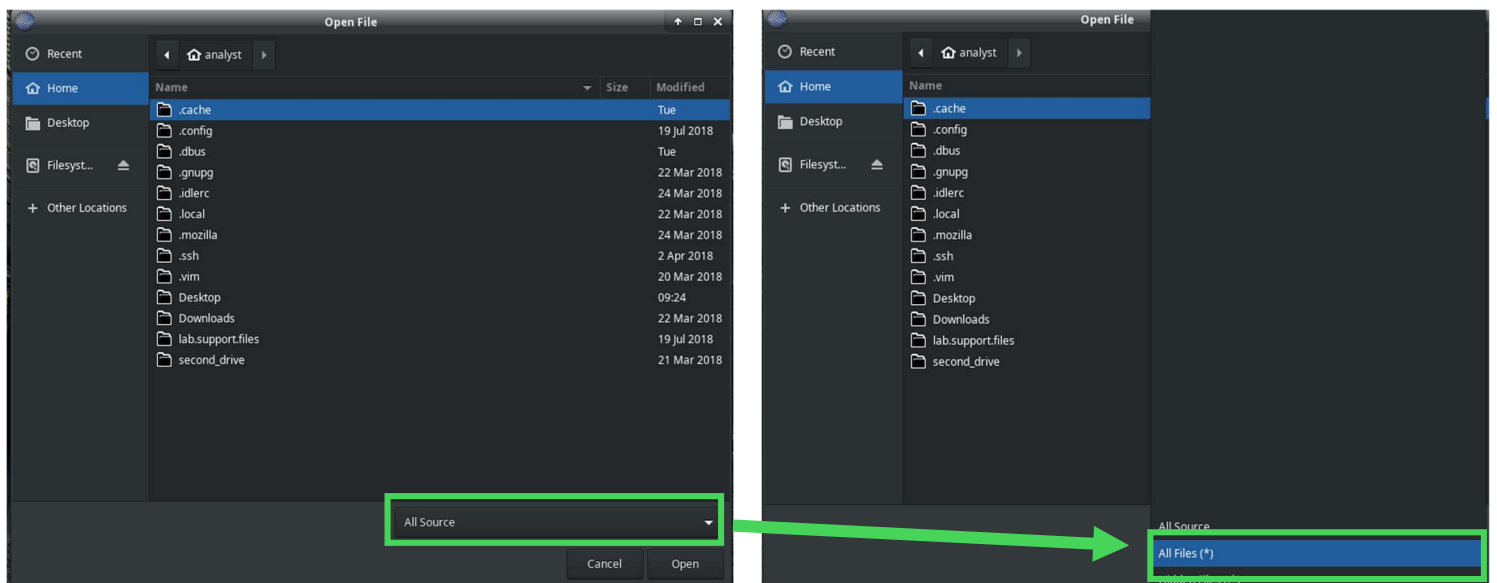 Open File
Recent
analyst
Home
Name Size Modified
.cache Tue
Desktop
.config 19 Jul 2018
.dbus Tue
Filesyst...
.gnupg 22 Mar 2018
.idlerc 24 Mar 2018
+ Other Locations
.local 22 Mar 2018
.mozilla 24 Mar 2018
.ssh 2 Apr 2018
.vim 20 Mar 2018
Desktop 09:24
Downloads 22 Mar 2018
lab.support.files 19 Jul 2018
second_drive 21 Mar 2018
All Source
Cancel Open
Open File
Recent
analyst
Home
Name
.cache
Desktop
.config
.dbus
Filesyst...
.gnupg
.idlerc
+ Other Locations
.local
.mozilla
.ssh
.vim
Desktop
Downloads
lab.support.files
second_drive
All Source
All Files (*)